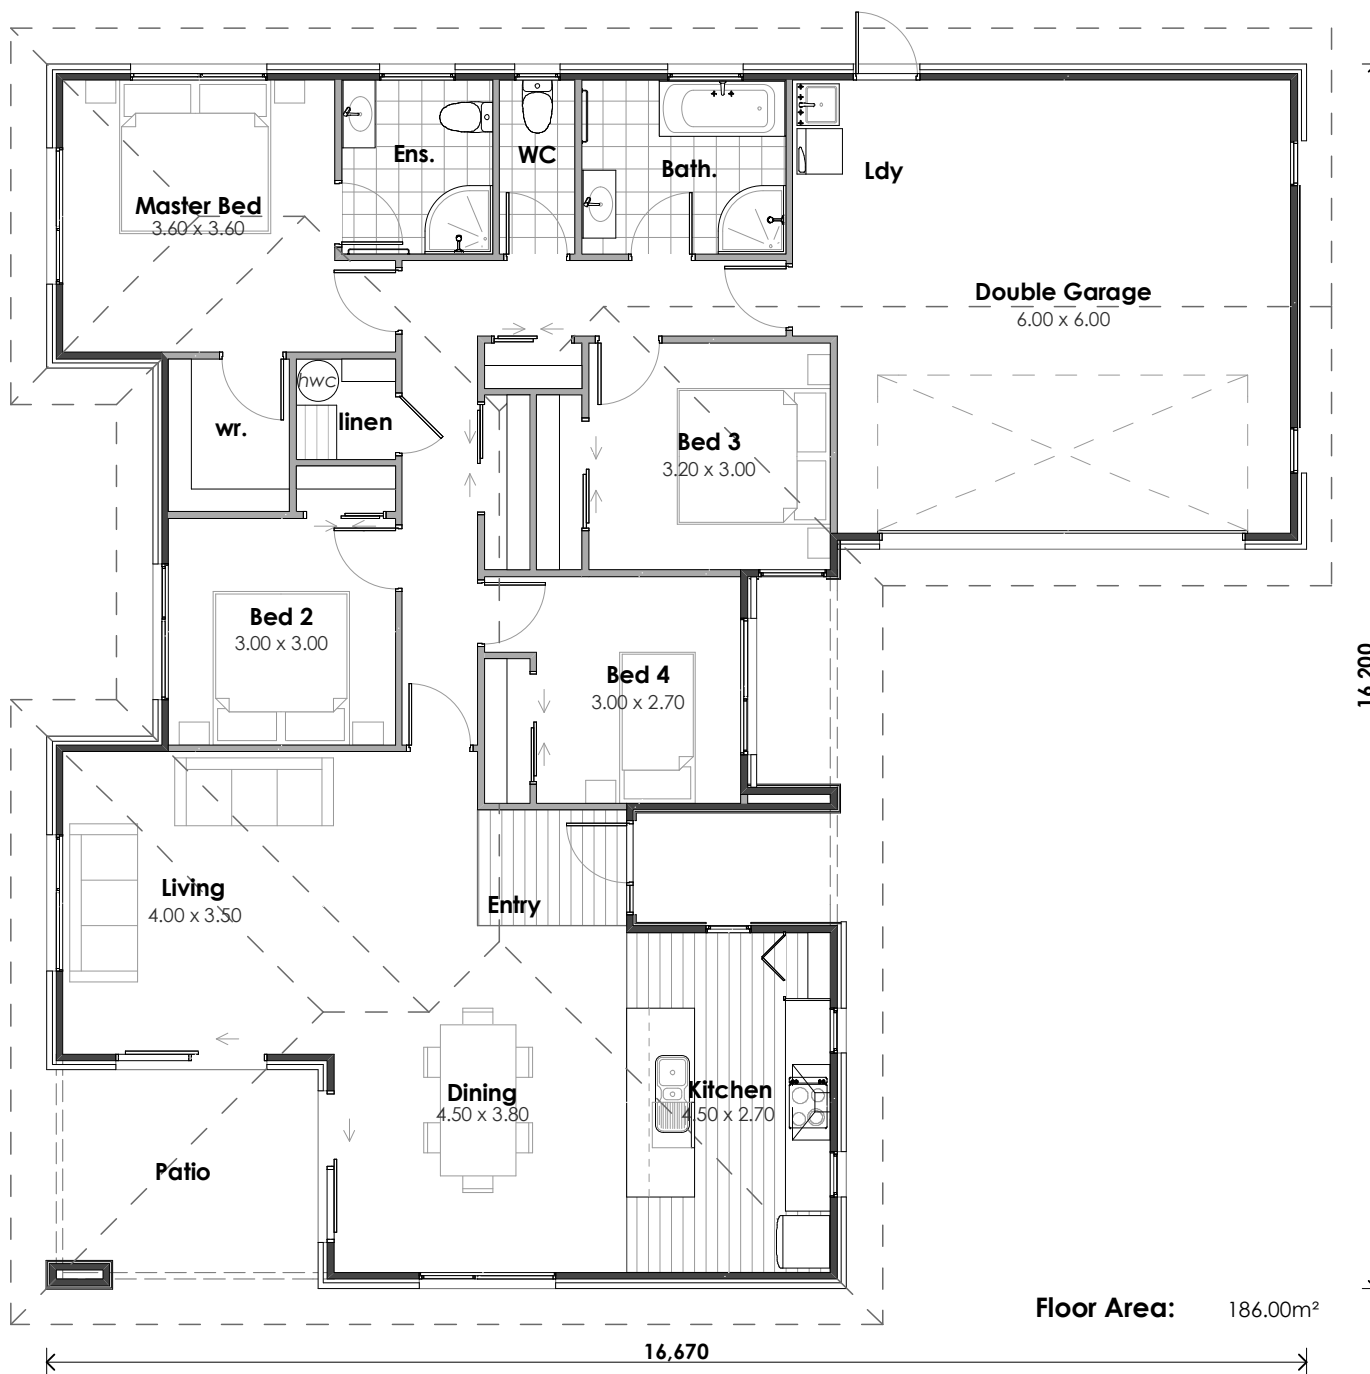 Ens.
WC
Bath.
Ldy
Master Bed
3.60 x 3.60
Double Garage
6.00 x 6.00
hwc
linen
wr.
Bed 3
3.20 x 3.00
Bed 2
3.00 x 3.00
Bed 4
3.00 x 2.70
16,200
Living
4.00 x 3.50
Entry
Dining
4.50 x 3.80
Kitchen
4.50 x 2.70
Patio
Floor Area: 186.00m²
16,670